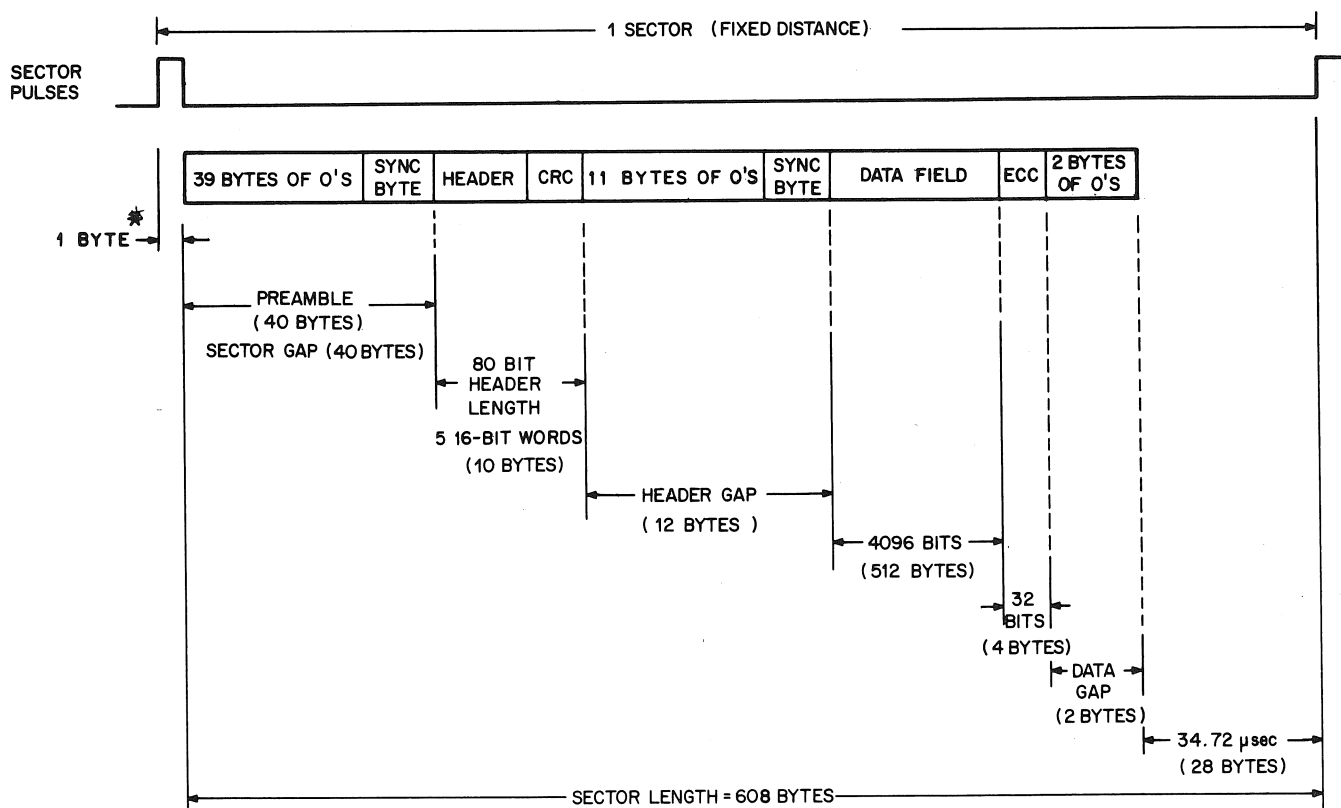 1 SECTOR (FIXED DISTANCE)
SECTOR
PULSES
39 BYTES OF O'S
SYNC
BYTE
HEADER
CRC
11 BYTES OF O'S
SYNC
BYTE
DATA FIELD
ECC
2 BYTES
OF O'S
1 BYTE*
PREAMBLE
(40 BYTES)
SECTOR GAP (40 BYTES)
80 BIT
HEADER
LENGTH
5 16-BIT WORDS
(10 BYTES)
HEADER GAP
(12 BYTES )
4096 BITS
(512 BYTES)
32
BITS
(4 BYTES)
DATA
GAP
(2 BYTES)
34.72 µsec
(28 BYTES)
SECTOR LENGTH = 608 BYTES